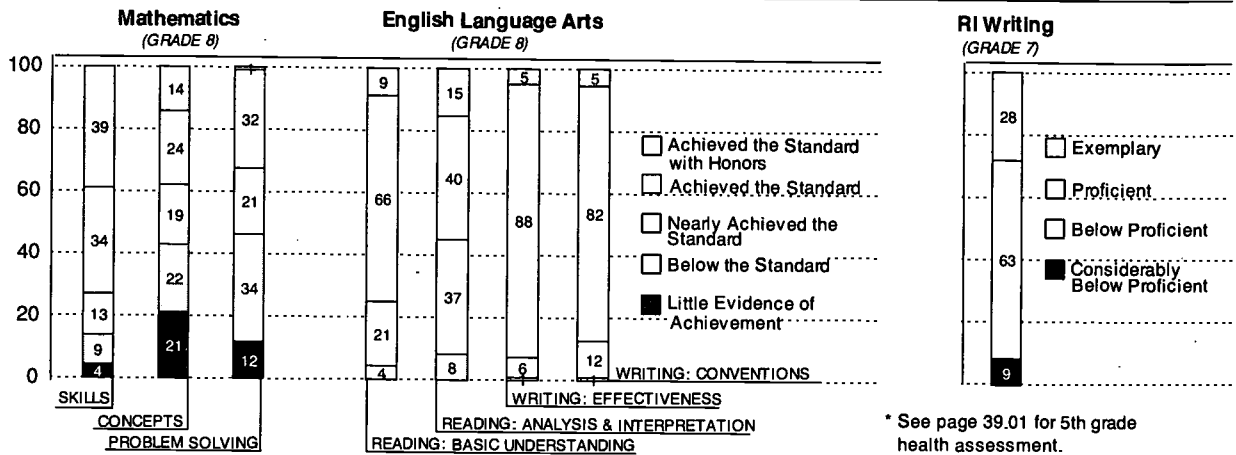 Mathematics
(GRADE 8)
English Language Arts
(GRADE 8)
RI Writing
(GRADE 7)
100
80
60
40
20
0
39
34
13
9
4
14
24
19
22
21
32
21
34
12
9
66
21
4
15
40
37
8
5
88
6
5
82
12
Achieved the Standard
with Honors
Achieved the Standard
Nearly Achieved the
Standard
Below the Standard
Little Evidence of
Achievement
28
63
9
Exemplary
Proficient
Below Proficient
Considerably
Below Proficient
SKILLS
CONCEPTS
PROBLEM SOLVING
WRITING: CONVENTIONS
WRITING: EFFECTIVENESS
READING: ANALYSIS & INTERPRETATION
READING: BASIC UNDERSTANDING
* See page 39.01 for 5th grade
health assessment.